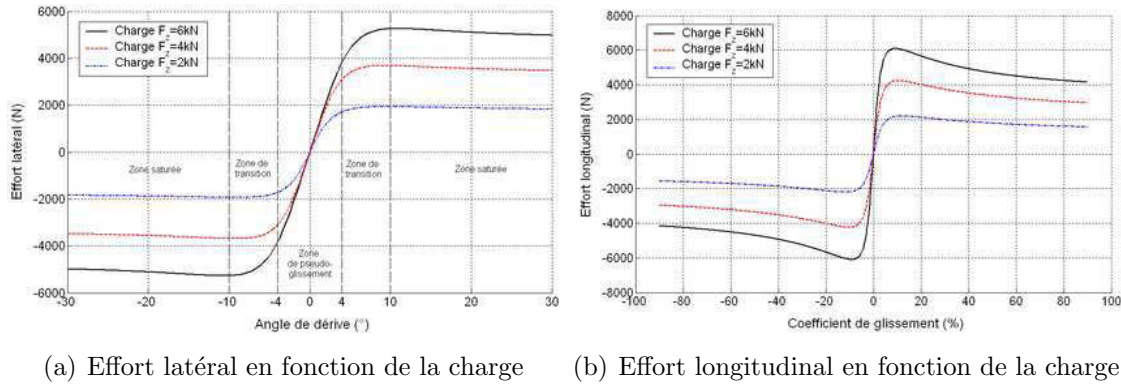 Charge F_z=6kN
Charge F_z=4kN
Charge F_z=2kN
6000
4000
2000
0
-2000
-4000
6000
Effort latéral (N)
Zone saturée
Zone de
transition
Zone de
transition
Zone saturée
Zone
de pseudo-
glissement
-30
-20
-10
-4
0
4
10
20
30
Angle de dérive (°)
(a) Effort latéral en fonction de la charge
Charge F_z=6kN
Charge F_z=4kN
Charge F_z=2kN
8000
6000
4000
2000
0
-2000
-4000
-6000
8000
Effort longitudinal (N)
-100
-80
-60
-40
-20
0
20
40
60
80
100
Coefficient de glissement (%)
(b) Effort longitudinal en fonction de la charge